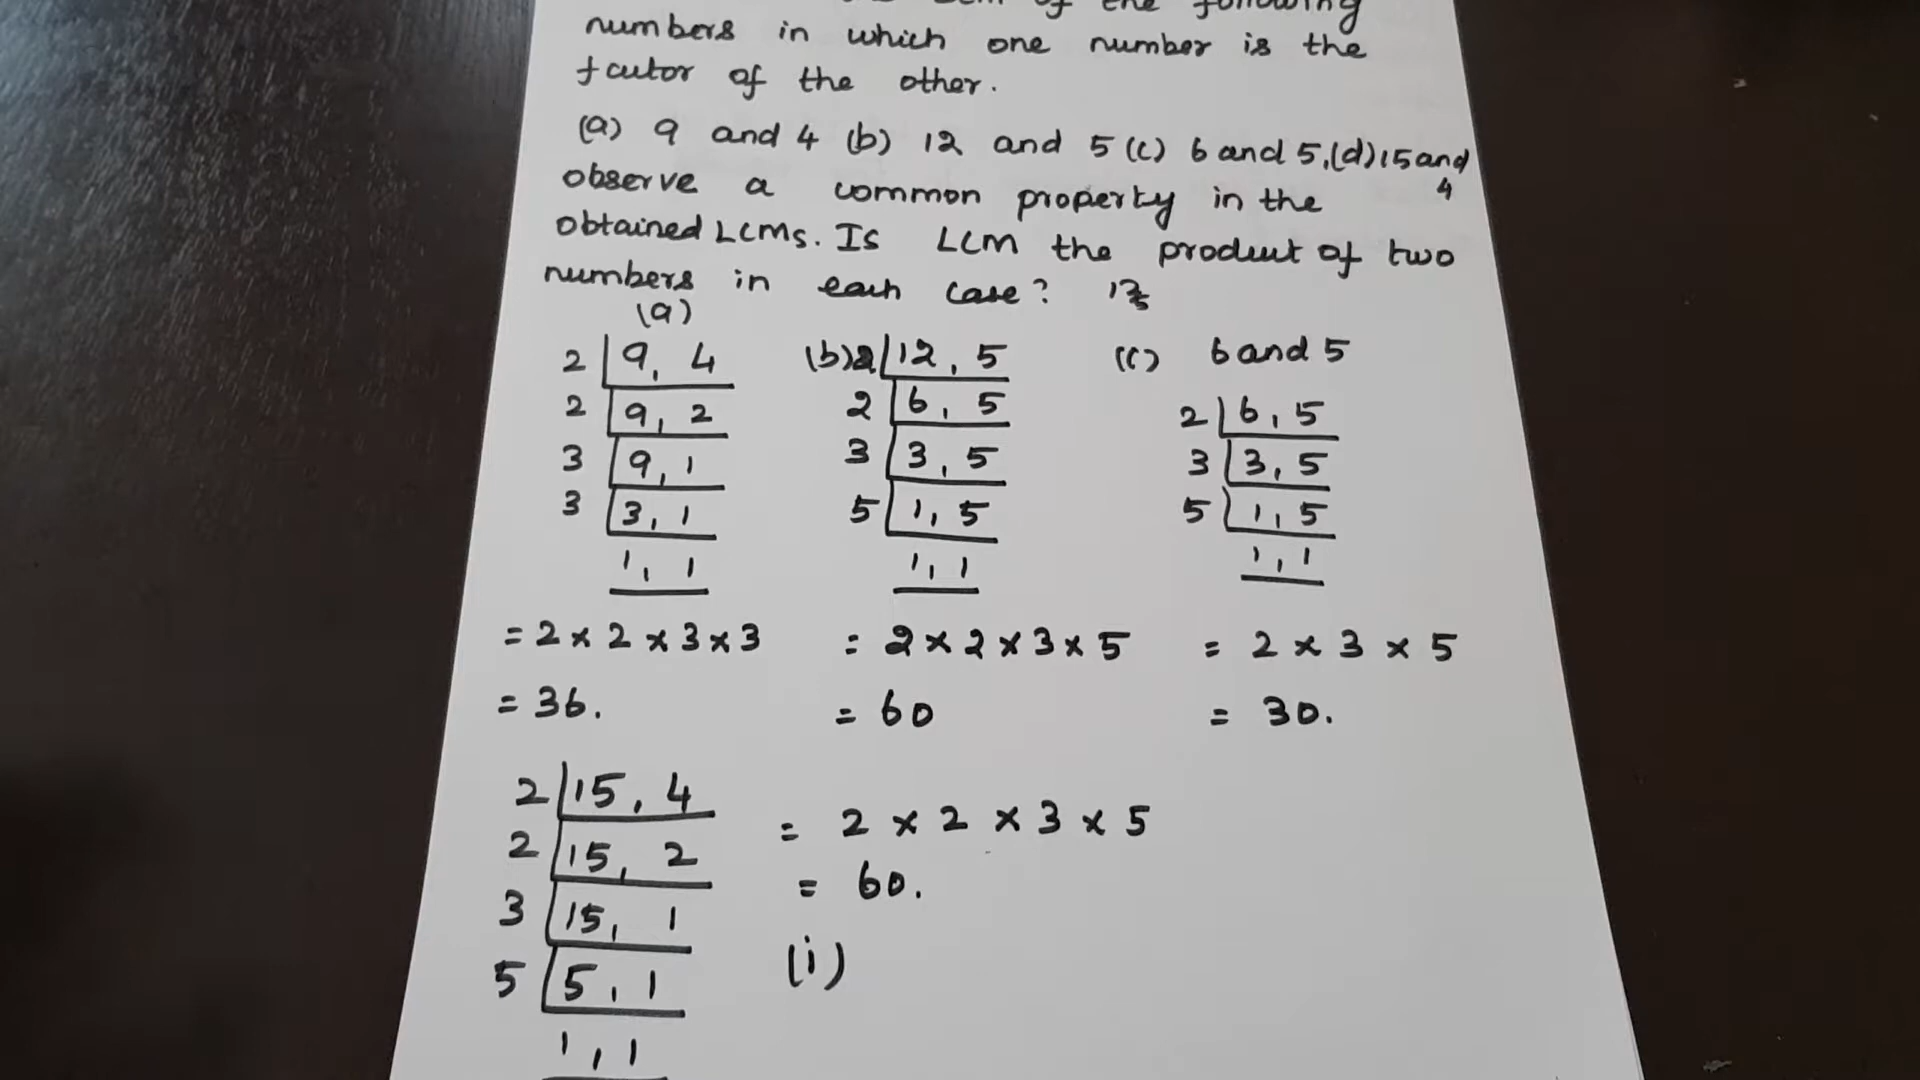 of the following
numbers in which one number is the
factor of the other.
(a) 9 and 4 (b) 12 and 5 (c) 6 and 5, (d) 15 and
4
observe a common property in the
obtained LCMs. Is LCM the product of two
numbers in each case?
(a)
2 | 9, 4
2 | 9, 2
3 | 9, 1
3 | 3, 1
1, 1
= 2 × 2 × 3 × 3
= 36.
(b) 2 | 12, 5
2 | 6, 5
3 | 3, 5
5 | 1, 5
1, 1
= 2 × 2 × 3 × 5
= 60
(c) 6 and 5
2 | 6, 5
3 | 3, 5
5 | 1, 5
1, 1
= 2 × 3 × 5
= 30.
2 | 15, 4
2 | 15, 2
3 | 15, 1
5 | 5, 1
1, 1
= 2 × 2 × 3 × 5
= 60.
(i)